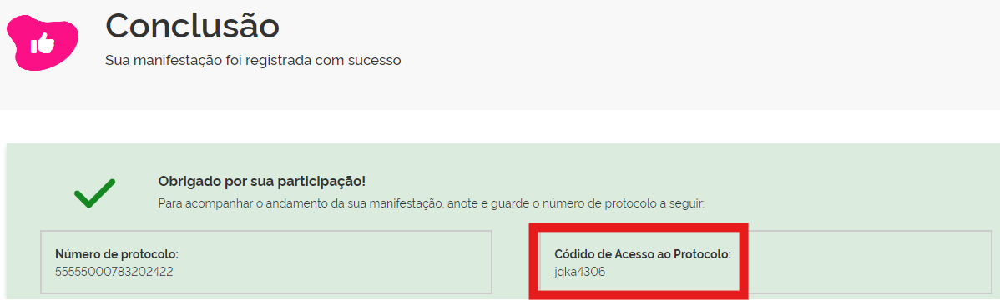 Conclusão
Sua manifestação foi registrada com sucesso
Obrigado por sua participação!
Para acompanhar o andamento da sua manifestação, anote e guarde o número de protocolo a seguir:
Número de protocolo:
55555000783202422
Códido de Acesso ao Protocolo:
jqka4306